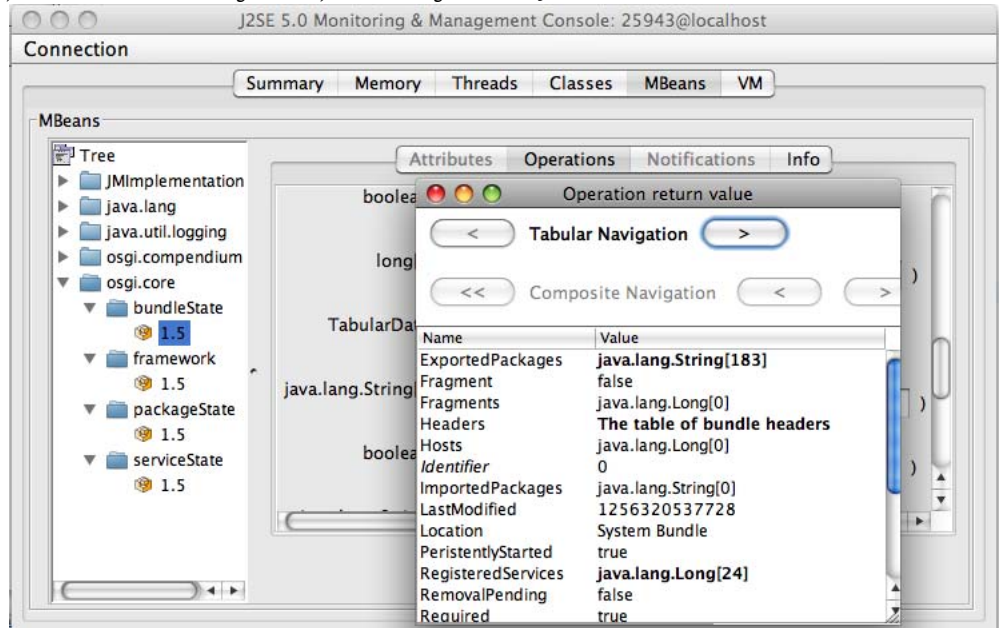 J2SE 5.0 Monitoring & Management Console: 25943@localhost
Connection
Summary Memory Threads Classes MBeans VM
MBeans
Tree
JMImplementation
java.lang
java.util.logging
osgi.compendium
osgi.core
bundleState
1.5
framework
1.5
packageState
1.5
serviceState
1.5
Attributes Operations Notifications Info
long )
java.lang.String[ )
)
Operation return value
< Tabular Navigation >
<< Composite Navigation < >
Name Value
ExportedPackages java.lang.String[183]
Fragment false
Fragments java.lang.Long[0]
Headers The table of bundle headers
Hosts java.lang.Long[0]
Identifier 0
ImportedPackages java.lang.String[0]
LastModified 1256320537728
Location System Bundle
PeristentlyStarted true
RegisteredServices java.lang.Long[24]
RemovalPending false
Required true